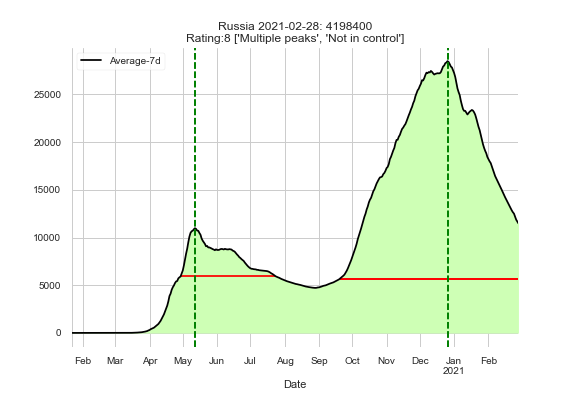 Russia 2021-02-28: 4198400
Rating:8 ['Multiple peaks', 'Not in control']
Average-7d
25000
20000
15000
10000
5000
0
Feb Mar Apr May Jun Jul Aug Sep Oct Nov Dec Jan Feb
2021
Date